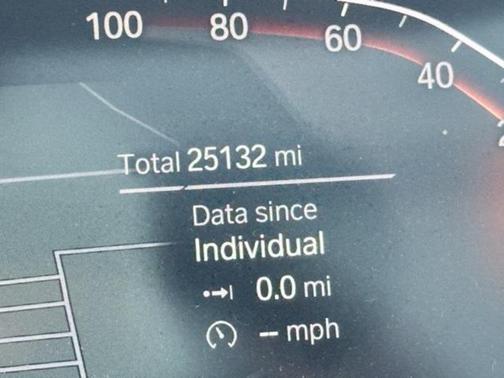 100 80 60 40
Total 25132 mi
Data since
Individual
0.0 mi
-- mph